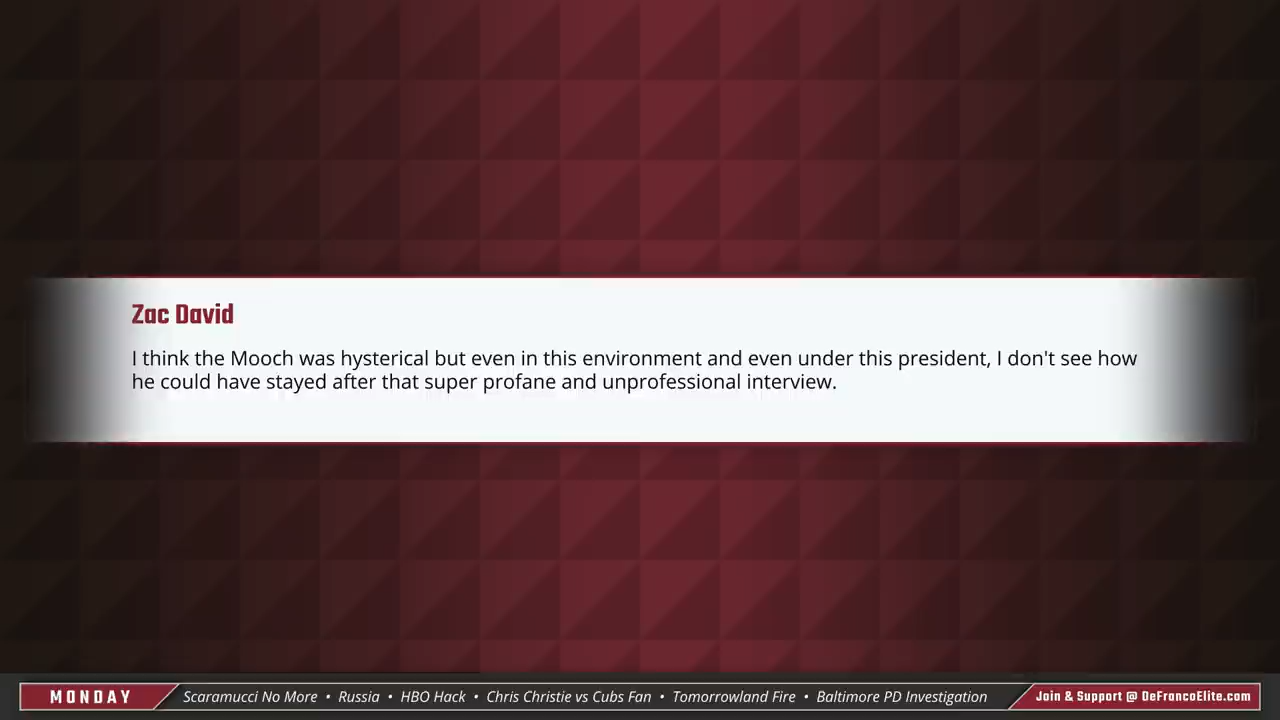 Zac David
I think the Mooch was hysterical but even in this environment and even under this president, I don't see how
he could have stayed after that super profane and unprofessional interview.
MONDAY Scaramucci No More • Russia • HBO Hack • Chris Christie vs Cubs Fan • Tomorrowland Fire • Baltimore PD Investigation Join & Support @ DeFrancoElite.com